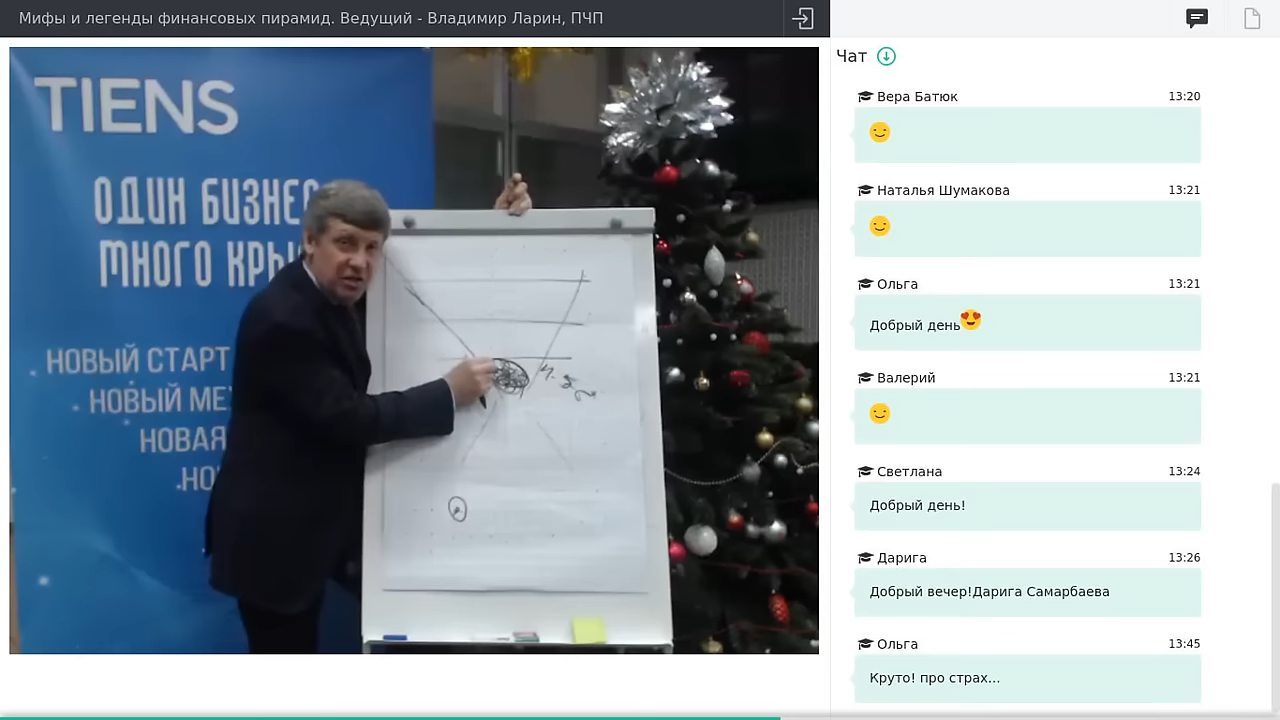 Мифы и легенды финансовых пирамид. Ведущий - Владимир Ларин, ПЧП
TIENS
ОДИН БИЗНЕС
МНОГО КРЫ
НОВЫЙ СТАРТ
НОВЫЙ МЕ
НОВАЯ
НО
Чат
Вера Батюк 13:20
Наталья Шумакова 13:21
Ольга 13:21
Добрый день
Валерий 13:21
Светлана 13:24
Добрый день!
Дарига 13:26
Добрый вечер!Дарига Самарбаева
Ольга 13:45
Круто! про страх...